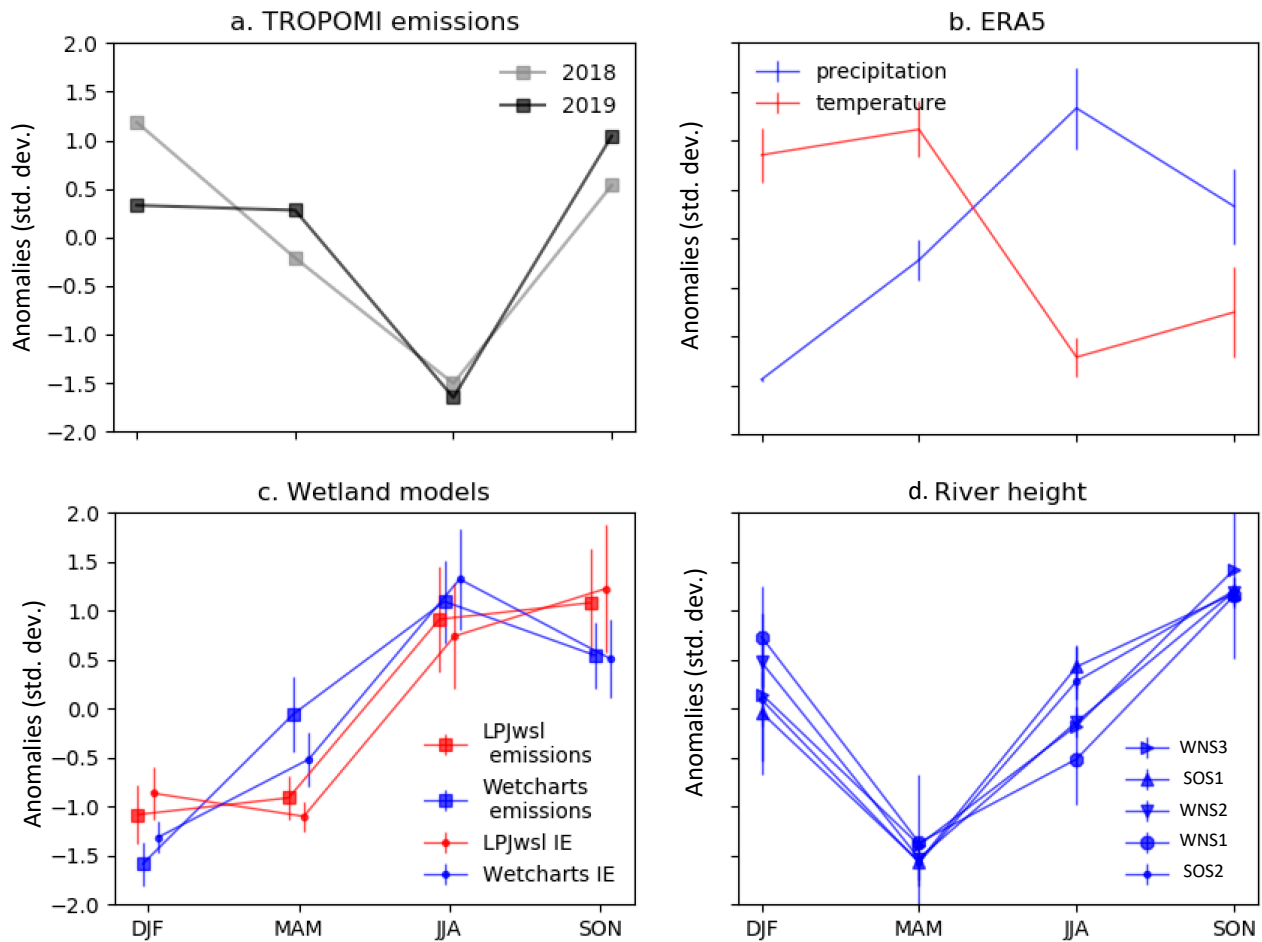 a. TROPOMI emissions
2.0
1.5
1.0
0.5
0.0
−0.5
−1.0
−1.5
−2.0
Anomalies (std. dev.)
2018
2019
b. ERA5
Anomalies (std. dev.)
precipitation
temperature
c. Wetland models
2.0
1.5
1.0
0.5
0.0
−0.5
−1.0
−1.5
−2.0
Anomalies (std. dev.)
LPJwsl
emissions
Wetcharts
emissions
LPJwsl IE
Wetcharts IE
DJF MAM JJA SON
d. River height
Anomalies (std. dev.)
WNS3
SOS1
WNS2
WNS1
SOS2
DJF MAM JJA SON